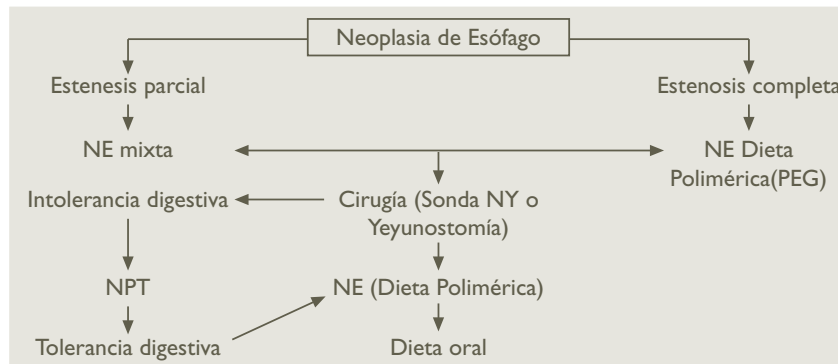 Neoplasia de Esófago
Estenesis parcial
Estenosis completa
NE mixta
NE Dieta
Polimérica(PEG)
Intolerancia digestiva
Cirugía (Sonda NY o
Yeyunostomía)
NPT
NE (Dieta Polimérica)
Tolerancia digestiva
Dieta oral